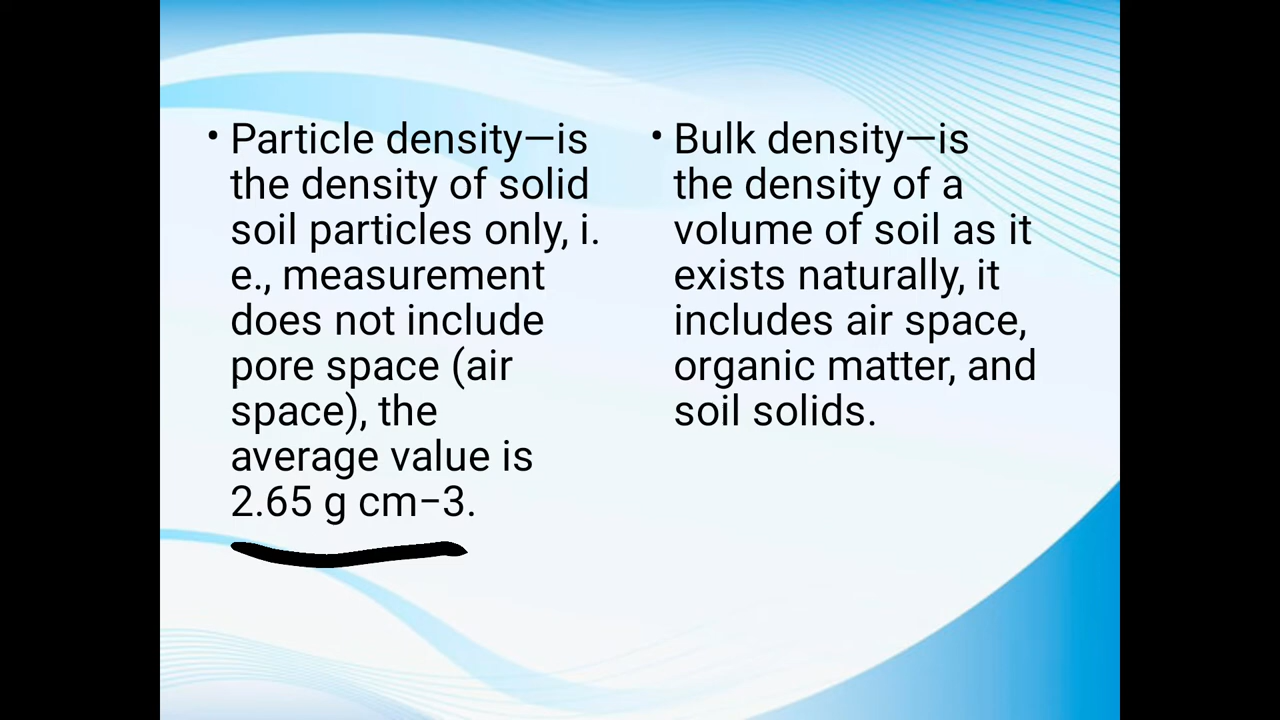 • Particle density—is
the density of solid
soil particles only, i.
e., measurement
does not include
pore space (air
space), the
average value is
2.65 g cm−3.
• Bulk density—is
the density of a
volume of soil as it
exists naturally, it
includes air space,
organic matter, and
soil solids.